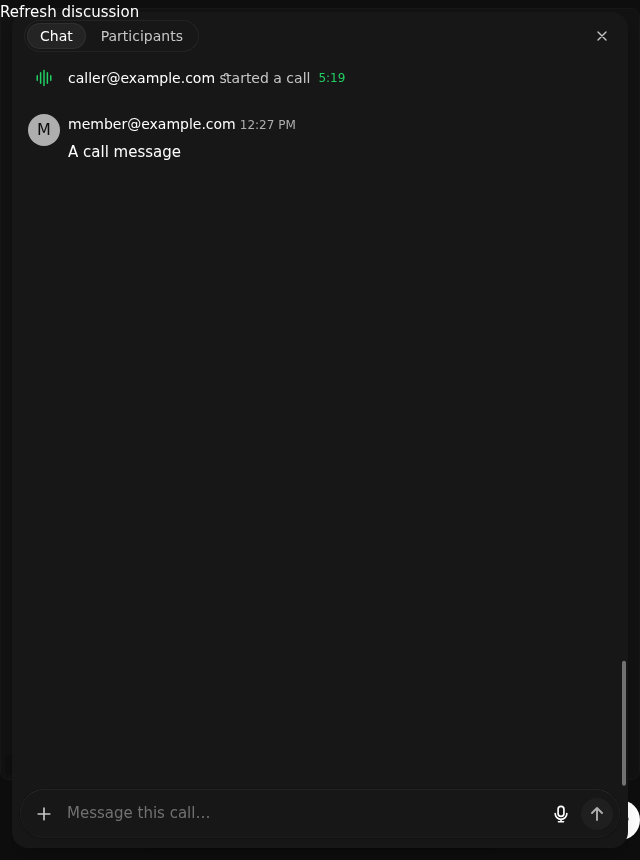 Refresh discussion
Chat Participants
caller@example.com started a call 5:19
M
member@example.com 12:27 PM
A call message
Message this call...